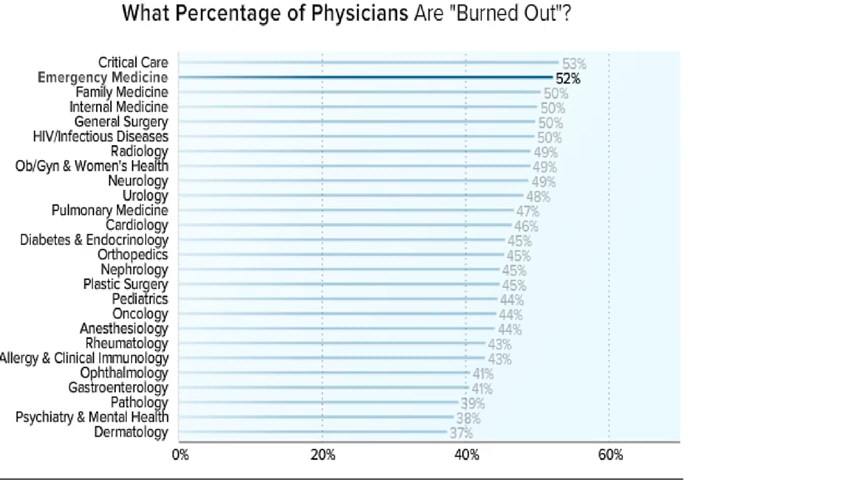 What Percentage of Physicians Are "Burned Out"?
Critical Care 53%
Emergency Medicine 52%
Family Medicine 50%
Internal Medicine 50%
General Surgery 50%
HIV/Infectious Diseases 50%
Radiology 49%
Ob/Gyn & Women's Health 49%
Neurology 49%
Urology 48%
Pulmonary Medicine 47%
Cardiology 46%
Diabetes & Endocrinology 45%
Orthopedics 45%
Nephrology 45%
Plastic Surgery 45%
Pediatrics 44%
Oncology 44%
Anesthesiology 44%
Rheumatology 43%
Allergy & Clinical Immunology 43%
Ophthalmology 41%
Gastroenterology 41%
Pathology 39%
Psychiatry & Mental Health 38%
Dermatology 37%
0% 20% 40% 60%